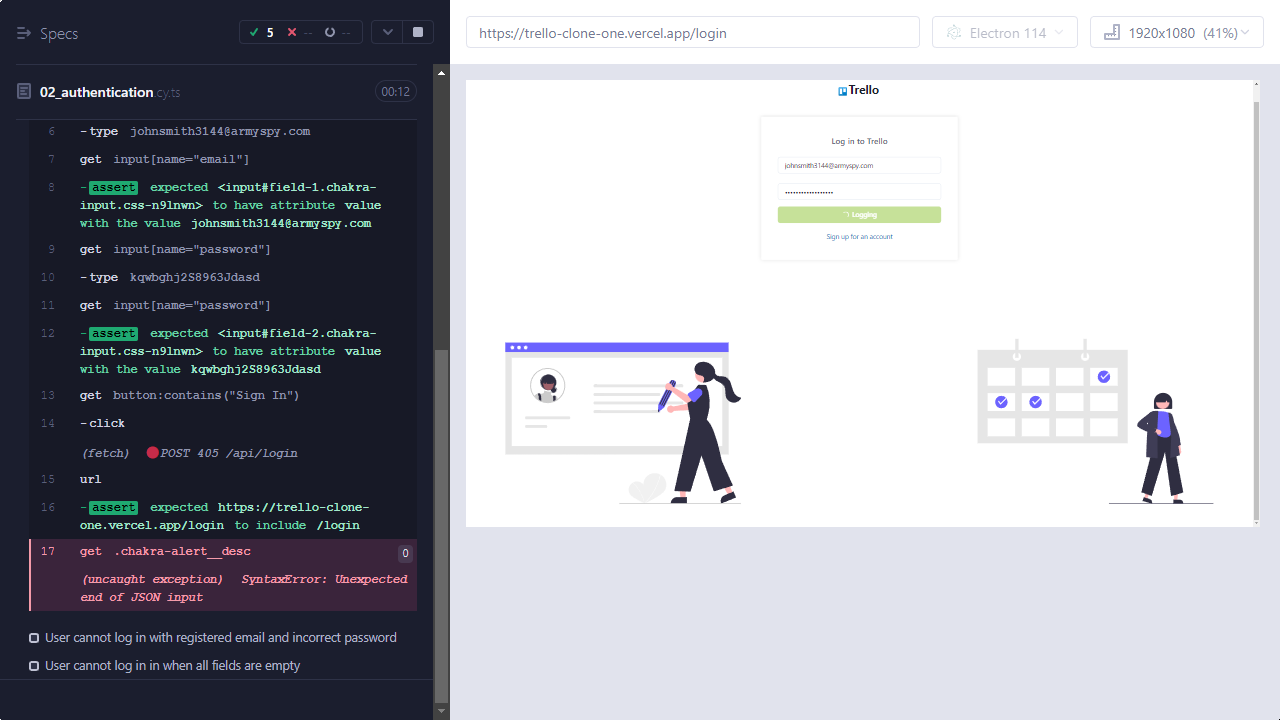 Specs
5
--
--
02_authentication.cy.ts
00:12
6 -type johnsmith3144@armyspy.com
7 get input[name="email"]
8 -assert expected <input#field-1.chakra-
input.css-n9lnwn> to have attribute value
with the value johnsmith3144@armyspy.com
9 get input[name="password"]
10 -type kqwbghj2S8963Jdasd
11 get input[name="password"]
12 -assert expected <input#field-2.chakra-
input.css-n9lnwn> to have attribute value
with the value kqwbghj2S8963Jdasd
13 get button:contains("Sign In")
14 -click
(fetch) POST 405 /api/login
15 url
16 -assert expected https://trello-clone-
one.vercel.app/login to include /login
17 get .chakra-alert__desc 0
(uncaught exception) SyntaxError: Unexpected
end of JSON input
User cannot log in with registered email and incorrect password
User cannot log in in when all fields are empty
https://trello-clone-one.vercel.app/login
Electron 114
1920x1080 (41%)
Trello
Log in to Trello
johnsmith3144@armyspy.com
Logging
Sign up for an account